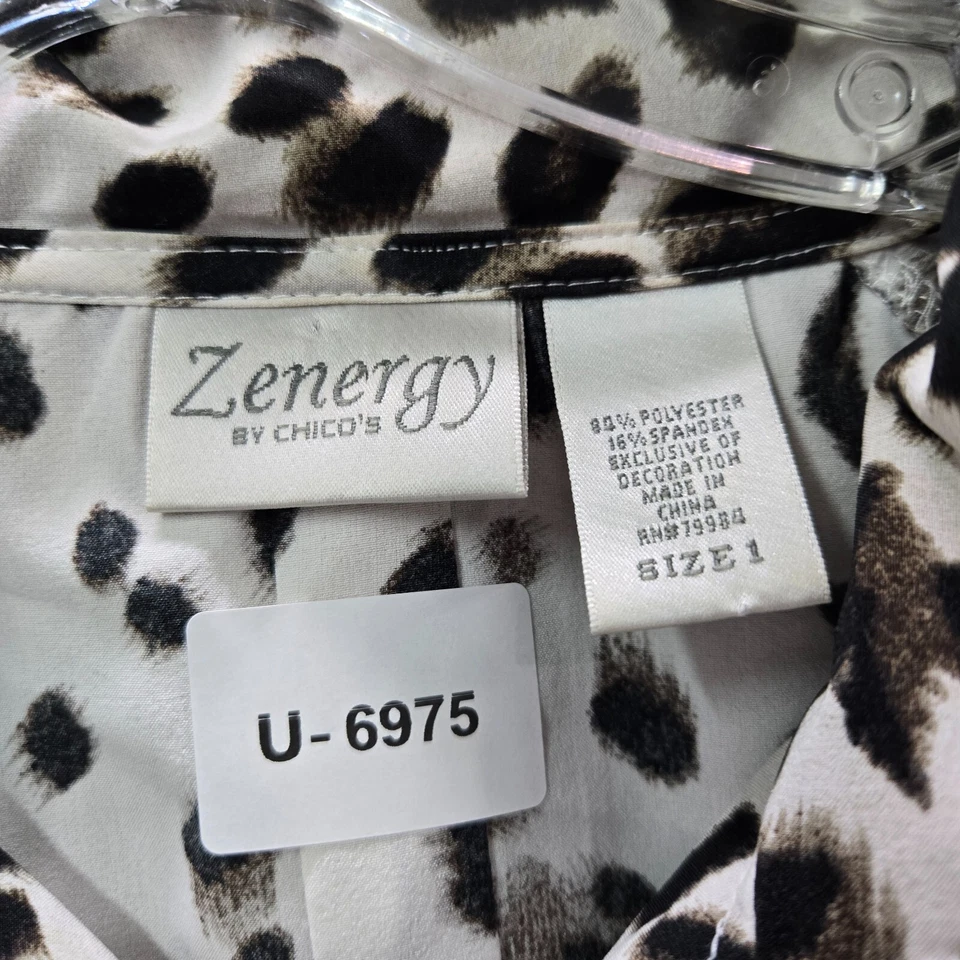 Zenergy
BY CHICO'S
84% POLYESTER
16% SPANDEX
EXCLUSIVE OF
DECORATION
MADE IN
CHINA
RN#79984
SIZE 1
U- 6975